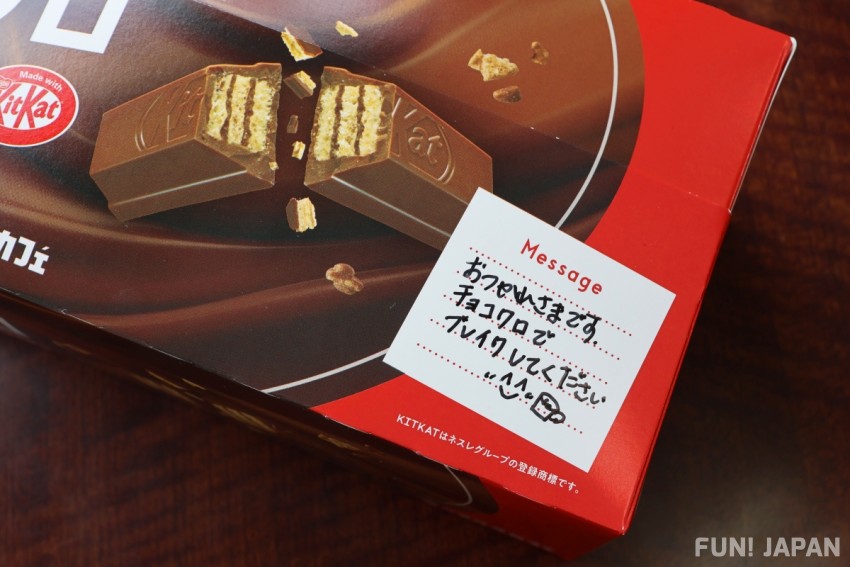 Made with
KitKat
カフェ
Kat
Message
おつかれさまです。
チョコクロで
ブレイクしてください
KITKATはネスレグループの登録商標です。
FUN! JAPAN